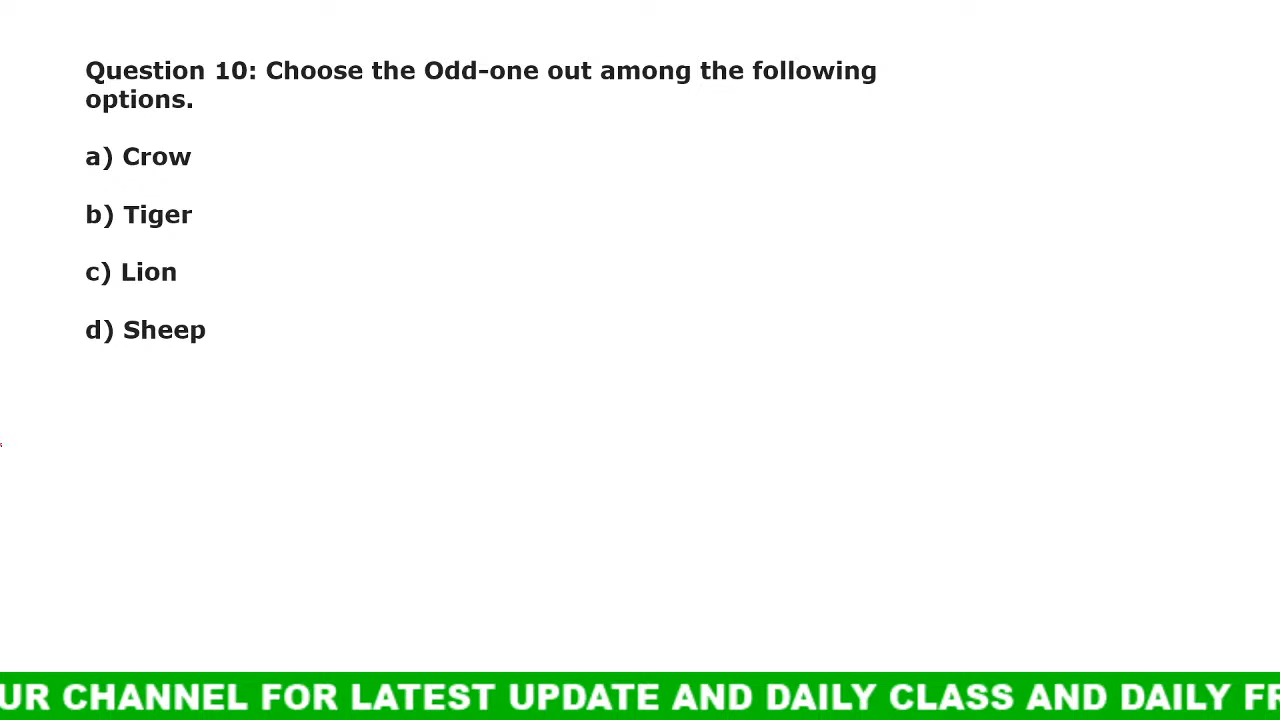 Question 10: Choose the Odd-one out among the following
options.
a) Crow
b) Tiger
c) Lion
d) Sheep
UR CHANNEL FOR LATEST UPDATE AND DAILY CLASS AND DAILY